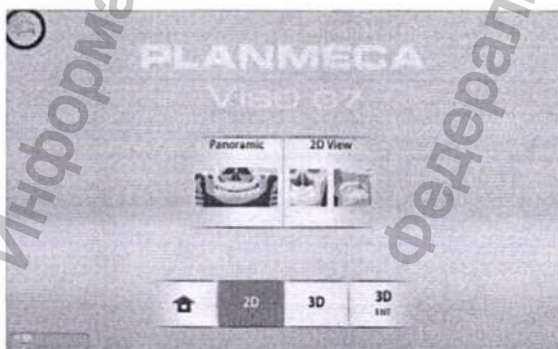 PLANMECA
VISO G7
Panoramic 2D View
2D 3D 3D
ENT